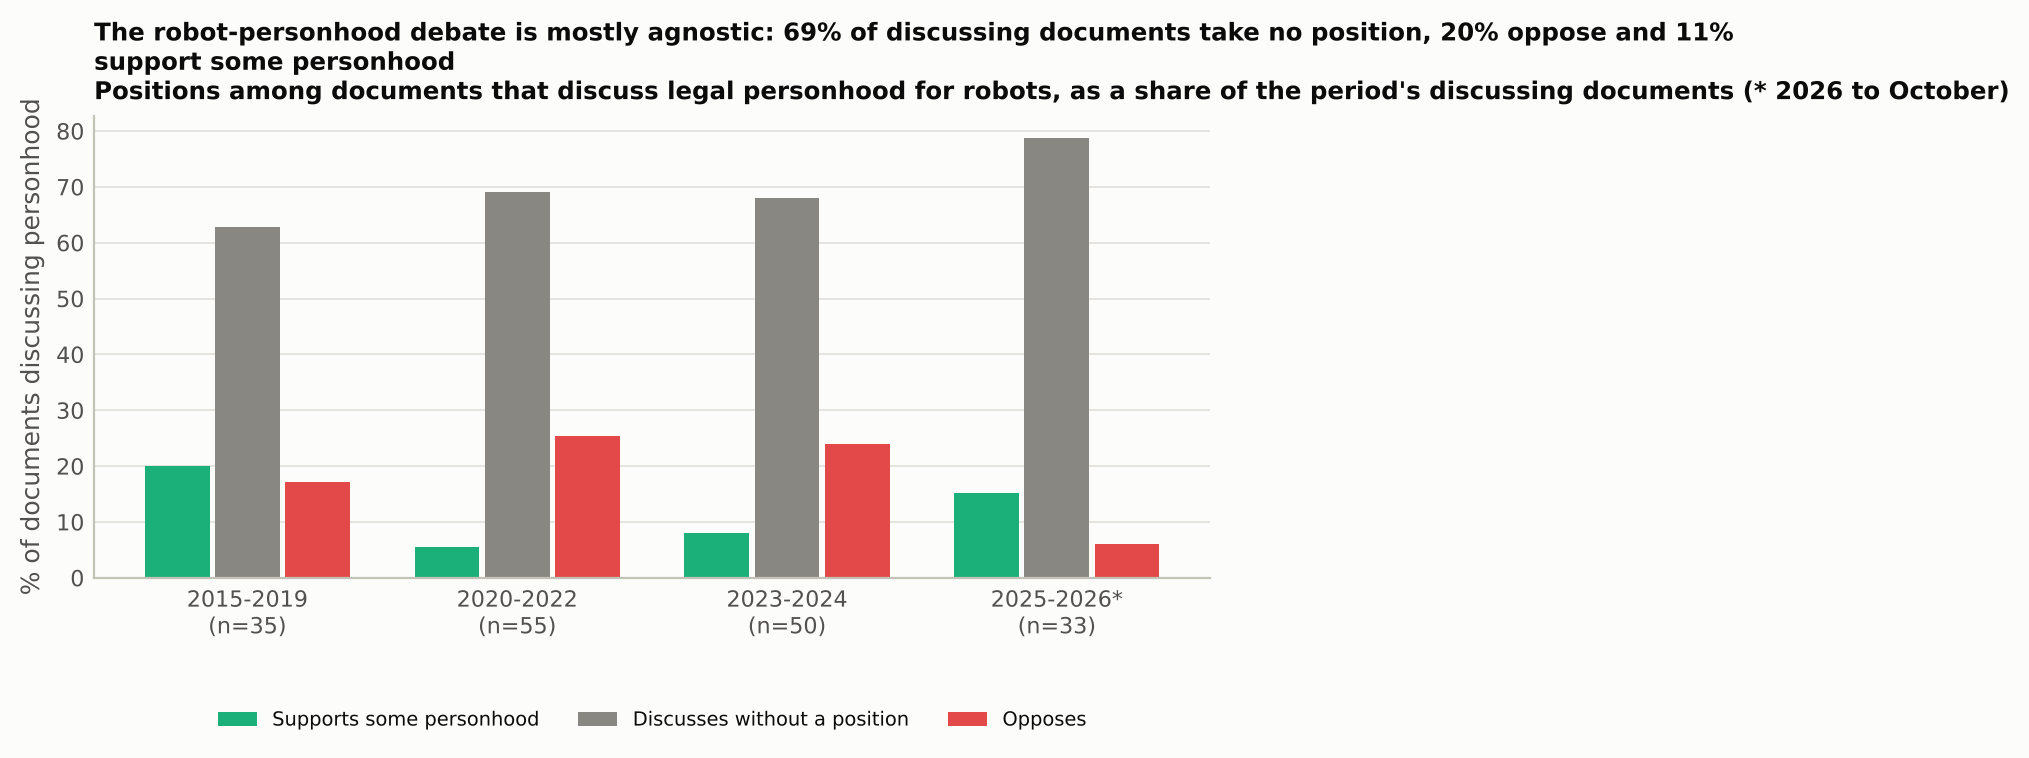 The robot-personhood debate is mostly agnostic: 69% of discussing documents take no position, 20% oppose and 11%
support some personhood
Positions among documents that discuss legal personhood for robots, as a share of the period's discussing documents (* 2026 to October)
% of documents discussing personhood
80
70
60
50
40
30
20
10
0
2015-2019
(n=35)
2020-2022
(n=55)
2023-2024
(n=50)
2025-2026*
(n=33)
Supports some personhood
Discusses without a position
Opposes